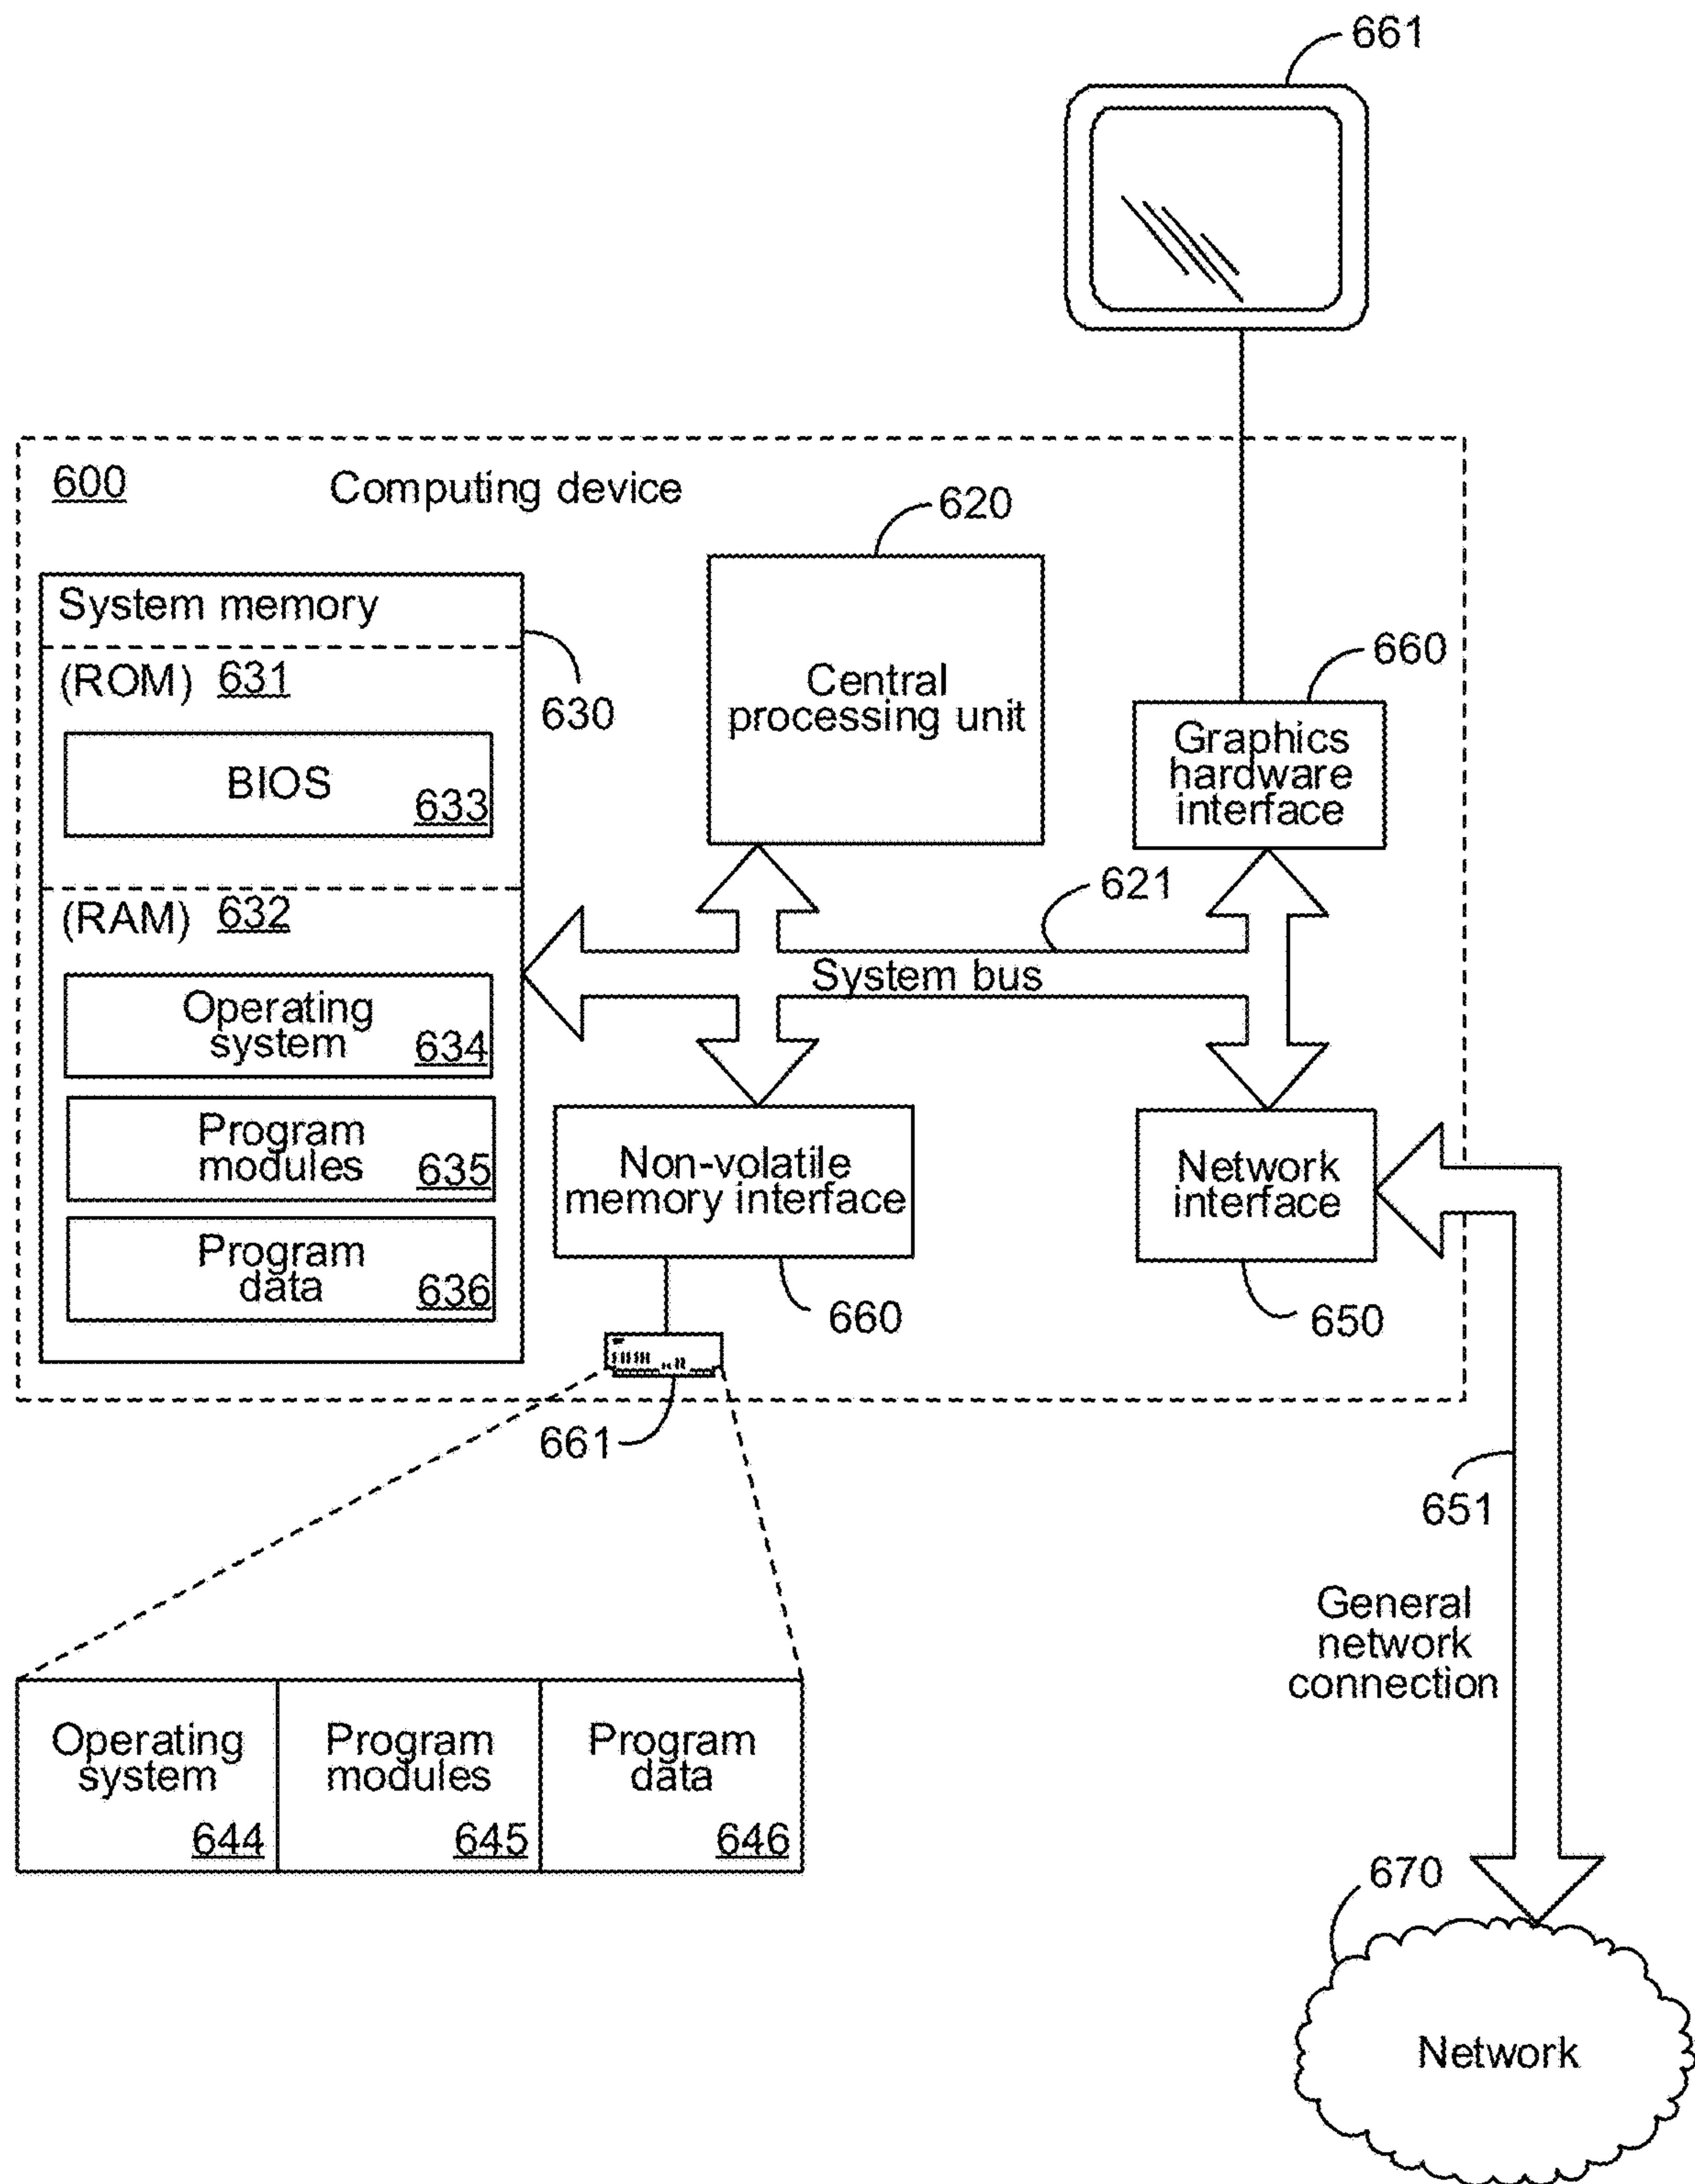 661
600
Computing device
620
System memory
(ROM) 631
630
BIOS
633
Central
processing unit
660
Graphics
hardware
interface
621
(RAM) 632
System bus
Operating
system
634
Program
modules
635
Program
data
636
Non-volatile
memory interface
660
661
Network
interface
650
651
General
network
connection
Operating
system
644
Program
modules
645
Program
data
646
670
Network